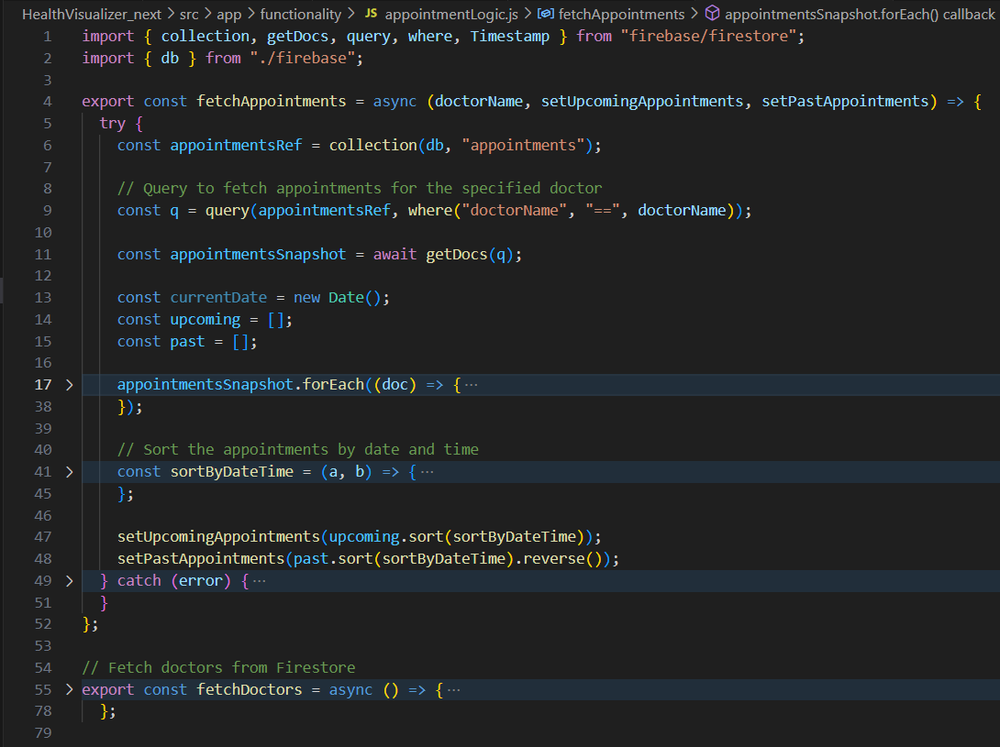 HealthVisualizer_next > src > app > functionality > JS appointmentLogic.js > fetchAppointments > appointmentsSnapshot.forEach() callback
1 import { collection, getDocs, query, where, Timestamp } from "firebase/firestore";
2 import { db } from "./firebase";
3
4 export const fetchAppointments = async (doctorName, setUpcomingAppointments, setPastAppointments) => {
5 try {
6 const appointmentsRef = collection(db, "appointments");
7
8 // Query to fetch appointments for the specified doctor
9 const q = query(appointmentsRef, where("doctorName", "==", doctorName));
10
11 const appointmentsSnapshot = await getDocs(q);
12
13 const currentDate = new Date();
14 const upcoming = [];
15 const past = [];
16
17 > appointmentsSnapshot.forEach((doc) => { ···
38 });
39
40 // Sort the appointments by date and time
41 > const sortByDateTime = (a, b) => { ···
45 };
46
47 setUpcomingAppointments(upcoming.sort(sortByDateTime));
48 setPastAppointments(past.sort(sortByDateTime).reverse());
49 > } catch (error) { ···
51 }
52 };
53
54 // Fetch doctors from Firestore
55 > export const fetchDoctors = async () => { ···
78 };
79